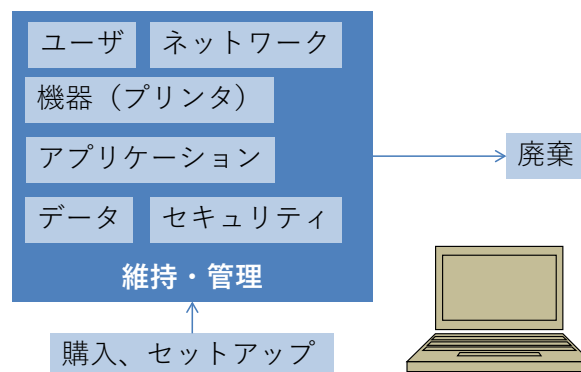 ユーザ ネットワーク
機器（プリンタ）
アプリケーション
廃棄
データ セキュリティ
維持・管理
購入、セットアップ